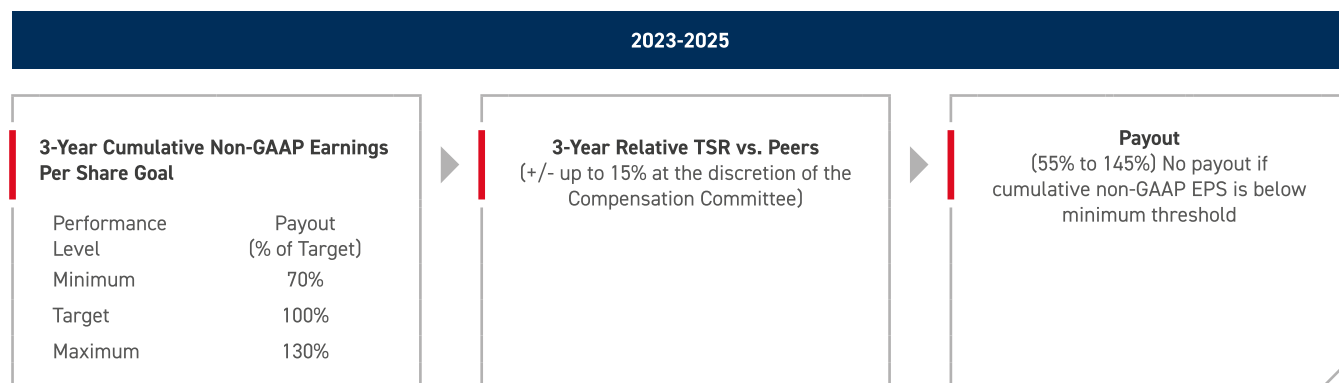 2023-2025
3-Year Cumulative Non-GAAP Earnings
Per Share Goal
Performance
Level
Payout
(% of Target)
Minimum 70%
Target 100%
Maximum 130%
3-Year Relative TSR vs. Peers
(+/- up to 15% at the discretion of the
Compensation Committee)
Payout
(55% to 145%) No payout if
cumulative non-GAAP EPS is below
minimum threshold